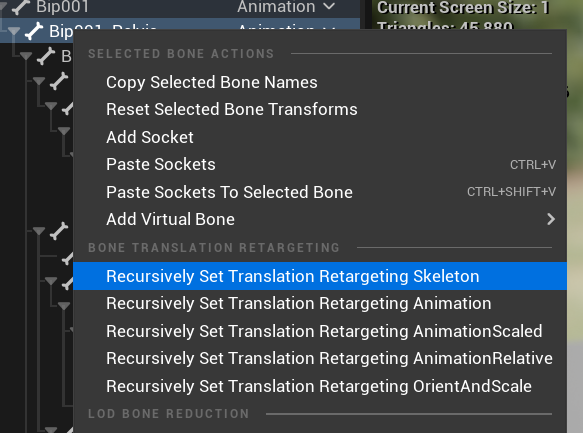 Bip001 Animation Current Screen Size: 1
Bip001 Pelvis Triangles: 45,880
B
SELECTED BONE ACTIONS
Copy Selected Bone Names
Reset Selected Bone Transforms
Add Socket
Paste Sockets CTRL+V
Paste Sockets To Selected Bone CTRL+SHIFT+V
Add Virtual Bone
BONE TRANSLATION RETARGETING
Recursively Set Translation Retargeting Skeleton
Recursively Set Translation Retargeting Animation
Recursively Set Translation Retargeting AnimationScaled
Recursively Set Translation Retargeting AnimationRelative
Recursively Set Translation Retargeting OrientAndScale
LOD BONE REDUCTION